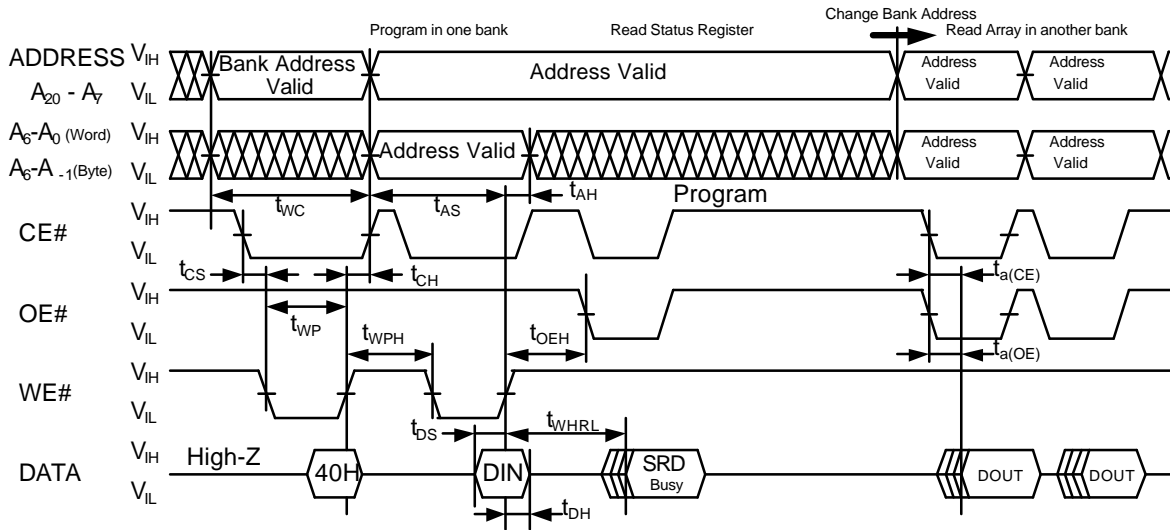 Change Bank Address
Program in one bank
Read Status Register
Read Array in another bank
ADDRESS
VIH
A20 - A7
VIL
Bank Address
Valid
Address Valid
Address
Valid
Address
Valid
A6-A0 (Word)
VIH
A6-A -1(Byte)
VIL
Address Valid
Address
Valid
Address
Valid
tWC
tAS
tAH
Program
CE#
VIH
VIL
tCS
tCH
ta(CE)
OE#
VIH
VIL
tWP
tWPH
tOEH
ta(OE)
WE#
VIH
VIL
tDS
tWHRL
DATA
VIH
VIL
High-Z
40H
DIN
SRD
Busy
DOUT
DOUT
tDH